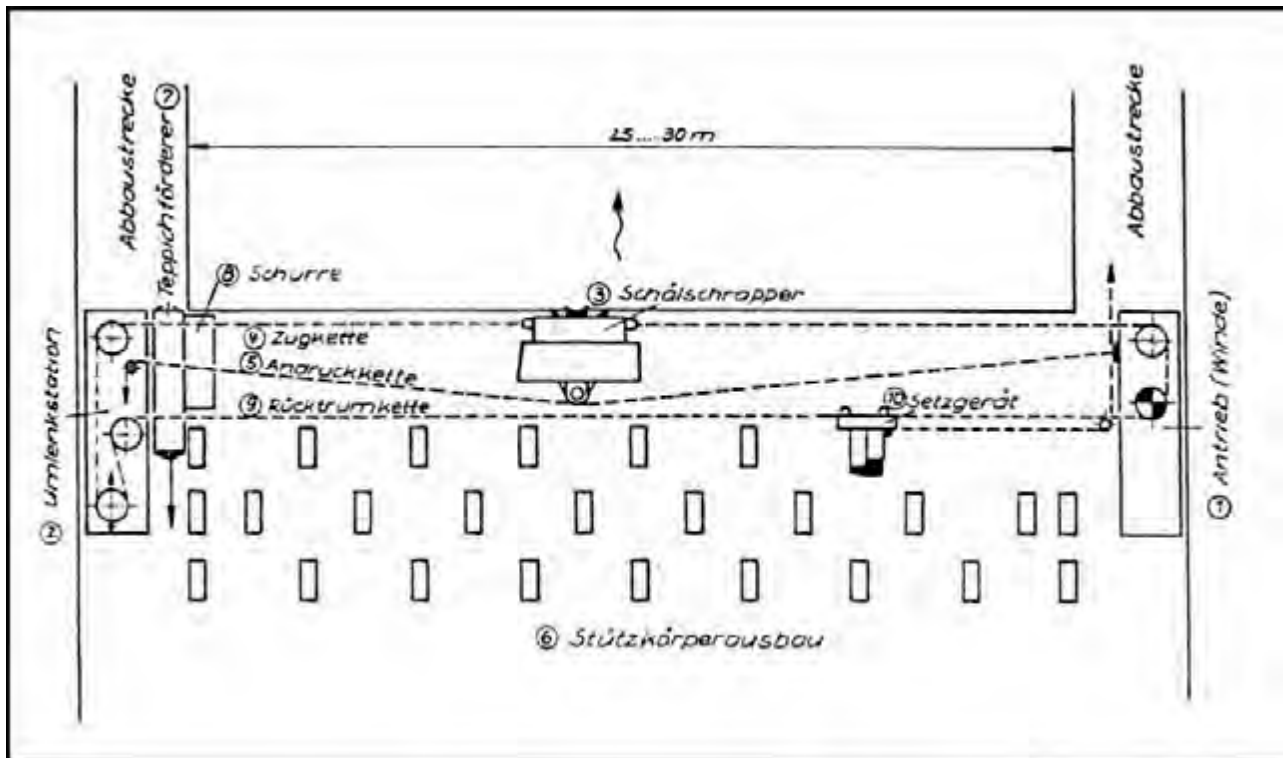 Abbaustrecke
⑦ Teppichförderer
25....30 m
Abbaustrecke
⑧ Schurre
③ Schälschrapper
④ Zugkette
⑤ Andruckkette
⑨ Rücktrumkette
⑩ Setzgerät
② Umlenkstation
① Antrieb (Winde)
⑥ Stützkörperausbau